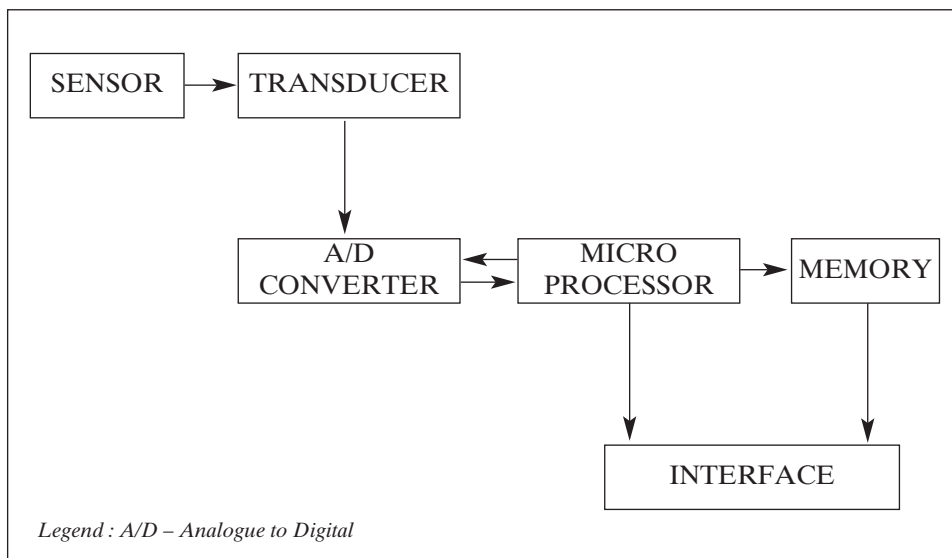 SENSOR
TRANSDUCER
A/D
CONVERTER
MICRO
PROCESSOR
MEMORY
INTERFACE
Legend : A/D – Analogue to Digital